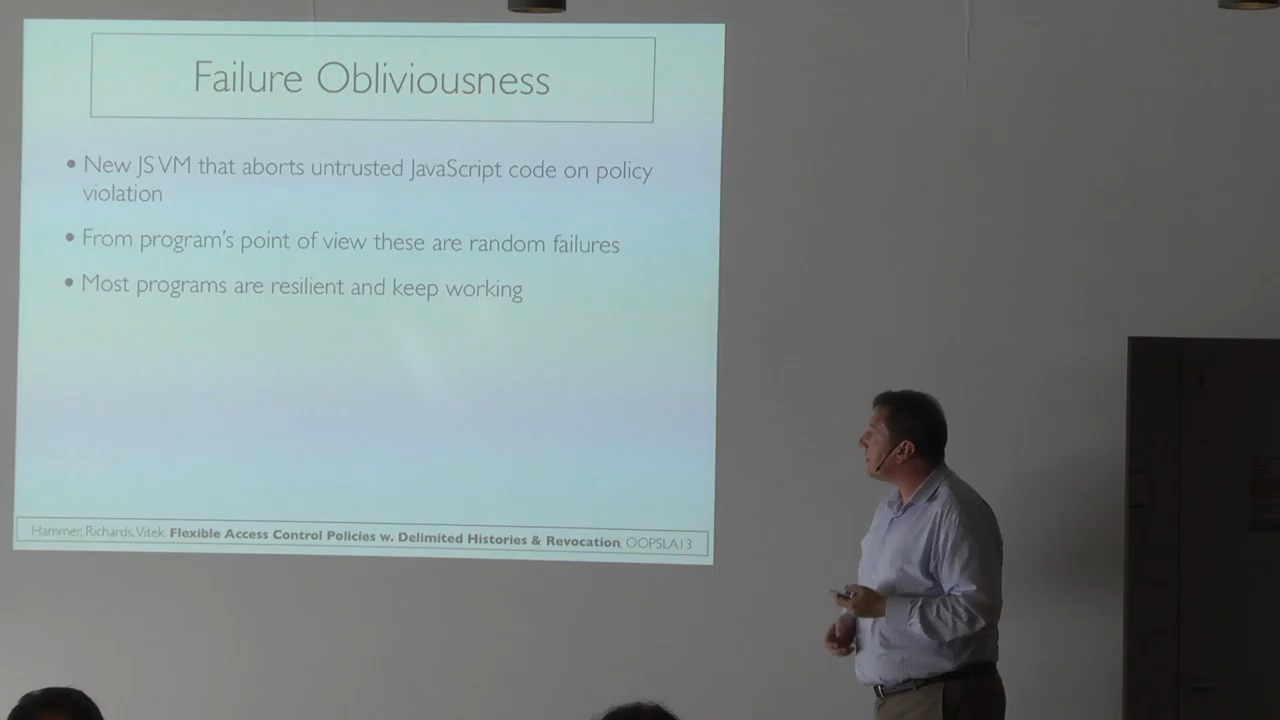 Failure Obliviousness
• New JS VM that aborts untrusted JavaScript code on policy
violation
• From program's point of view these are random failures
• Most programs are resilient and keep working
Hammer, Richards, Vitek. Flexible Access Control Policies w. Delimited Histories & Revocation, OOPSLA13